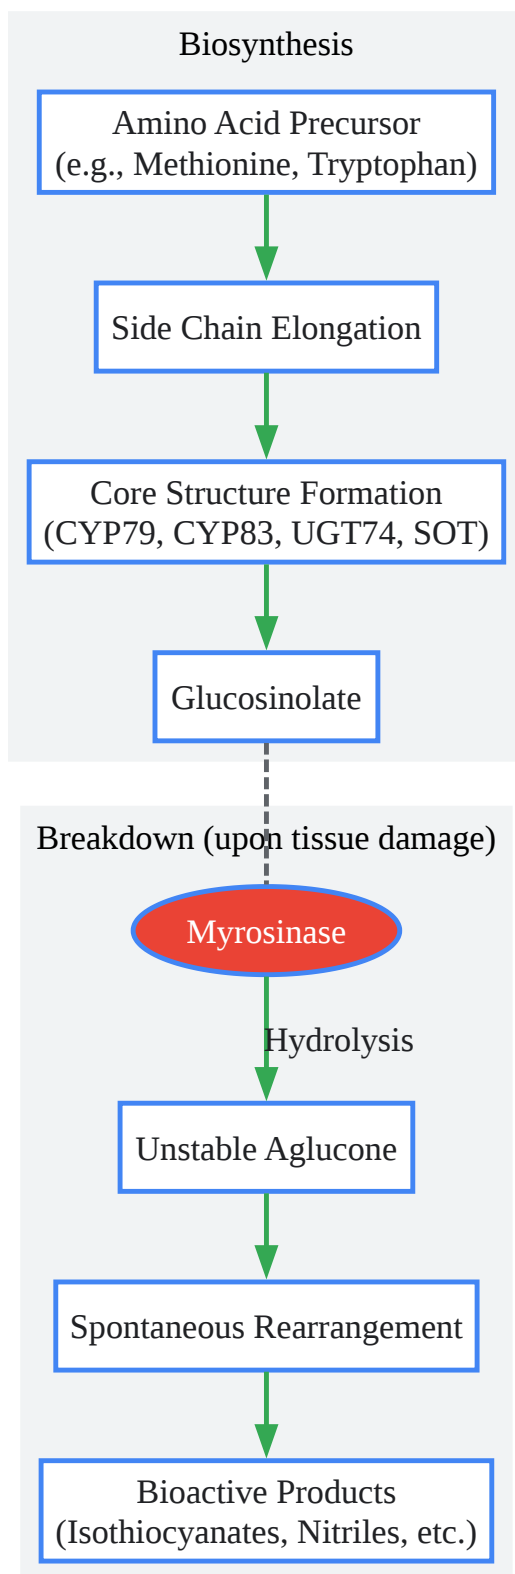 Biosynthesis
Amino Acid Precursor
(e.g., Methionine, Tryptophan)
Side Chain Elongation
Core Structure Formation
(CYP79, CYP83, UGT74, SOT)
Glucosinolate
Breakdown (upon tissue damage)
Myrosinase
Hydrolysis
Unstable Aglucone
Spontaneous Rearrangement
Bioactive Products
(Isothiocyanates, Nitriles, etc.)